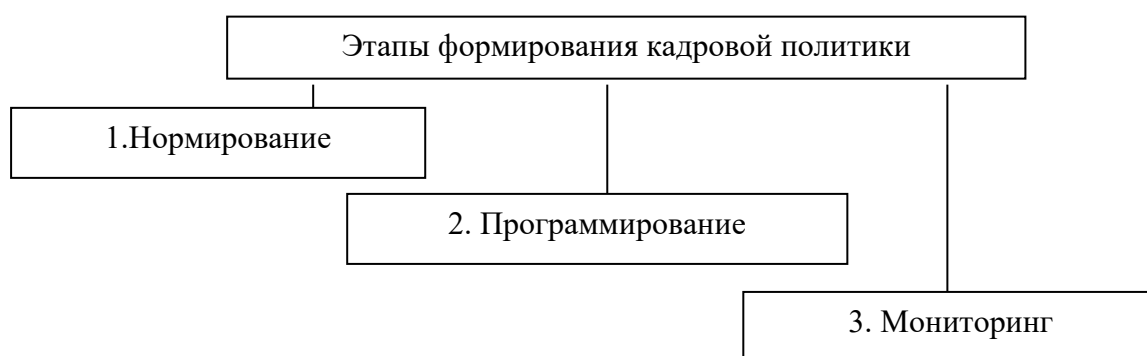 Этапы формирования кадровой политики
1.Нормирование
2. Программирование
3. Мониторинг